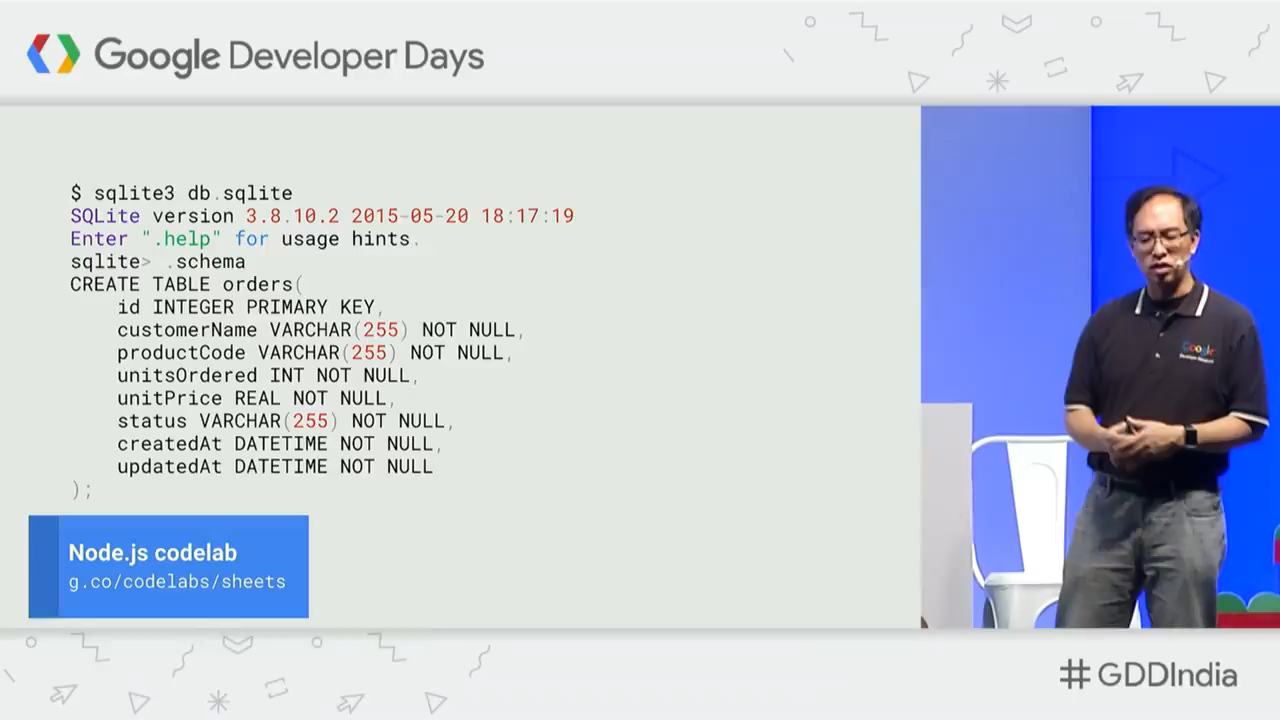 Google Developer Days
$ sqlite3 db.sqlite
SQLite version 3.8.10.2 2015-05-20 18:17:19
Enter ".help" for usage hints.
sqlite> .schema
CREATE TABLE orders(
    id INTEGER PRIMARY KEY,
    customerName VARCHAR(255) NOT NULL,
    productCode VARCHAR(255) NOT NULL,
    unitsOrdered INT NOT NULL,
    unitPrice REAL NOT NULL,
    status VARCHAR(255) NOT NULL,
    createdAt DATETIME NOT NULL,
    updatedAt DATETIME NOT NULL
);
Node.js codelab
g.co/codelabs/sheets
Google
#GDDIndia